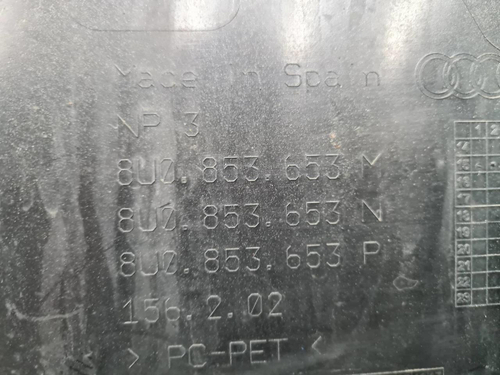 Made in Spain
NP 3
8U0.853.653 M
8U0.853.653 N
8U0.853.653 P
156.2.02
> PC-PET <